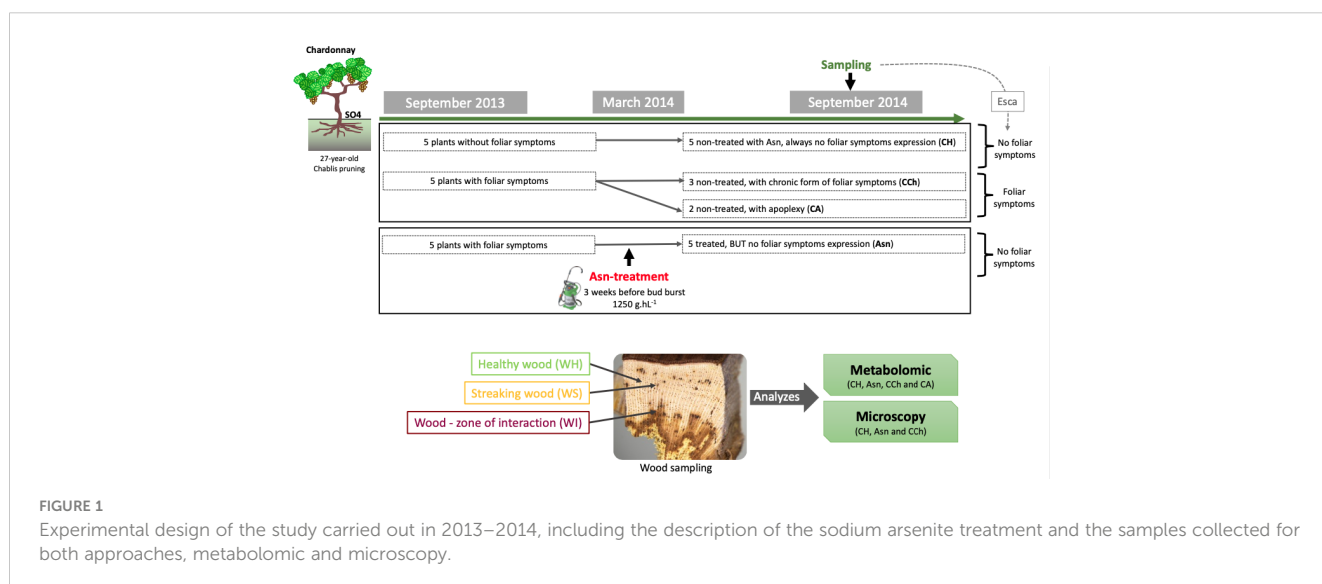 Chardonnay
SO4
27-year-old
Chablis pruning
Sampling
September 2013
March 2014
September 2014
Esca
5 plants without foliar symptoms
5 non-treated with Asn, always no foliar symptoms expression (CH)
No foliar
symptoms
5 plants with foliar symptoms
3 non-treated, with chronic form of foliar symptoms (CCh)
2 non-treated, with apoplexy (CA)
Foliar
symptoms
5 plants with foliar symptoms
5 treated, BUT no foliar symptoms expression (Asn)
No foliar
symptoms
Asn-treatment
3 weeks before bud burst
1250 g.hL-1
Healthy wood (WH)
Streaking wood (WS)
Wood - zone of interaction (WI)
Wood sampling
Analyzes
Metabolomic
(CH, Asn, CCh and CA)
Microscopy
(CH, Asn and CCh)
FIGURE 1
Experimental design of the study carried out in 2013–2014, including the description of the sodium arsenite treatment and the samples collected for
both approaches, metabolomic and microscopy.